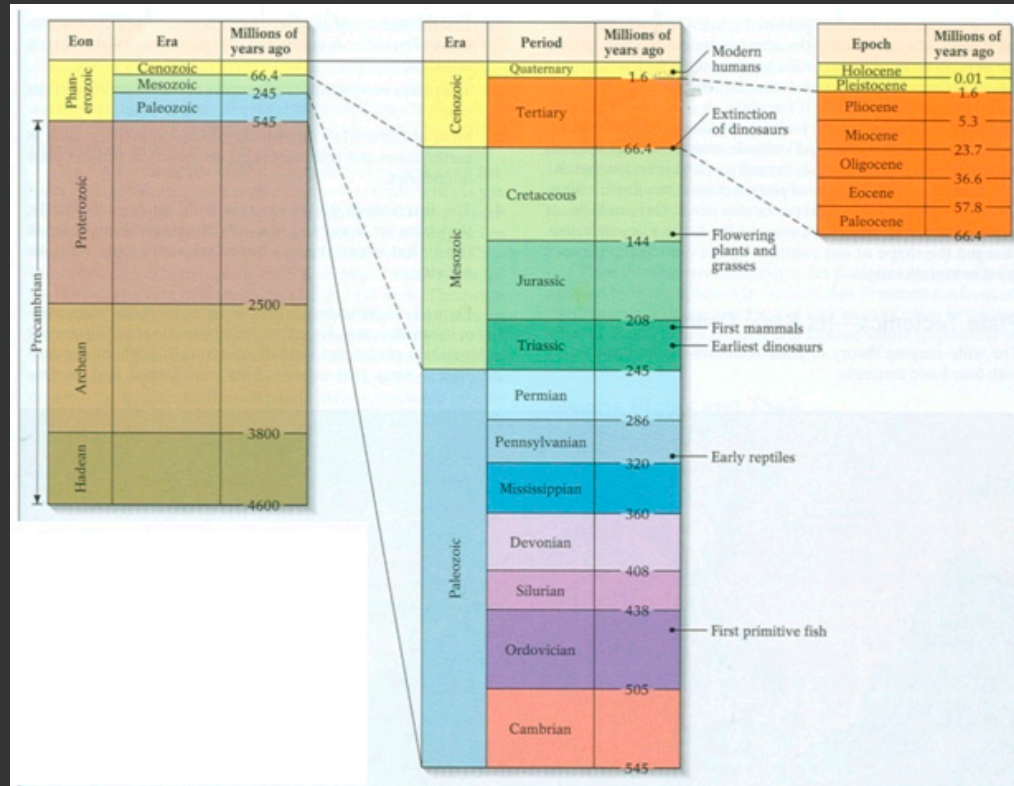 Eon
Era
Millions of
years ago
Phan-
erozoic
Cenozoic
66.4
Mesozoic
245
Paleozoic
545
Precambrian
Proterozoic
2500
Archean
3800
Hadean
4600
Era
Period
Millions of
years ago
Cenozoic
Quaternary
1.6
Modern
humans
Tertiary
Extinction
of dinosaurs
66.4
Mesozoic
Cretaceous
Flowering
plants and
grasses
144
Jurassic
208
First mammals
Triassic
Earliest dinosaurs
245
Paleozoic
Permian
286
Pennsylvanian
Early reptiles
320
Mississippian
360
Devonian
408
Silurian
438
First primitive fish
Ordovician
505
Cambrian
545
Epoch
Millions of
years ago
Holocene
0.01
Pleistocene
1.6
Pliocene
5.3
Miocene
23.7
Oligocene
36.6
Eocene
57.8
Paleocene
66.4